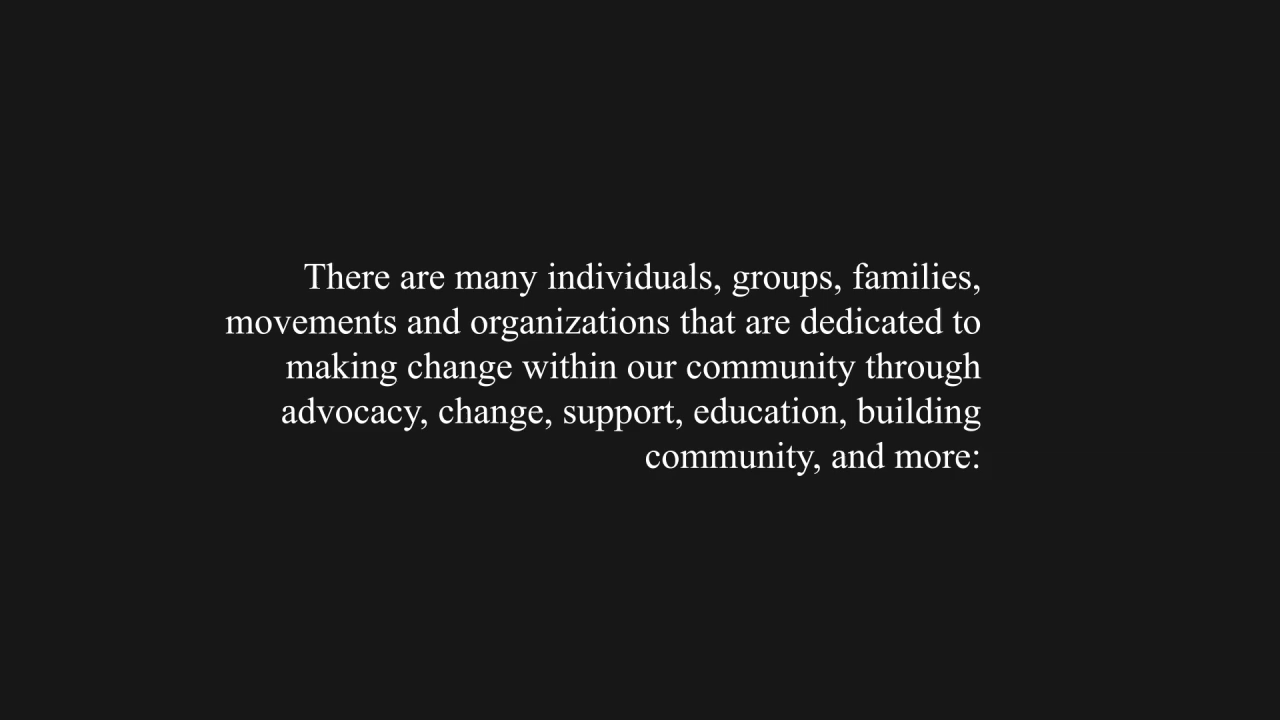 There are many individuals, groups, families,
movements and organizations that are dedicated to
making change within our community through
advocacy, change, support, education, building
community, and more: